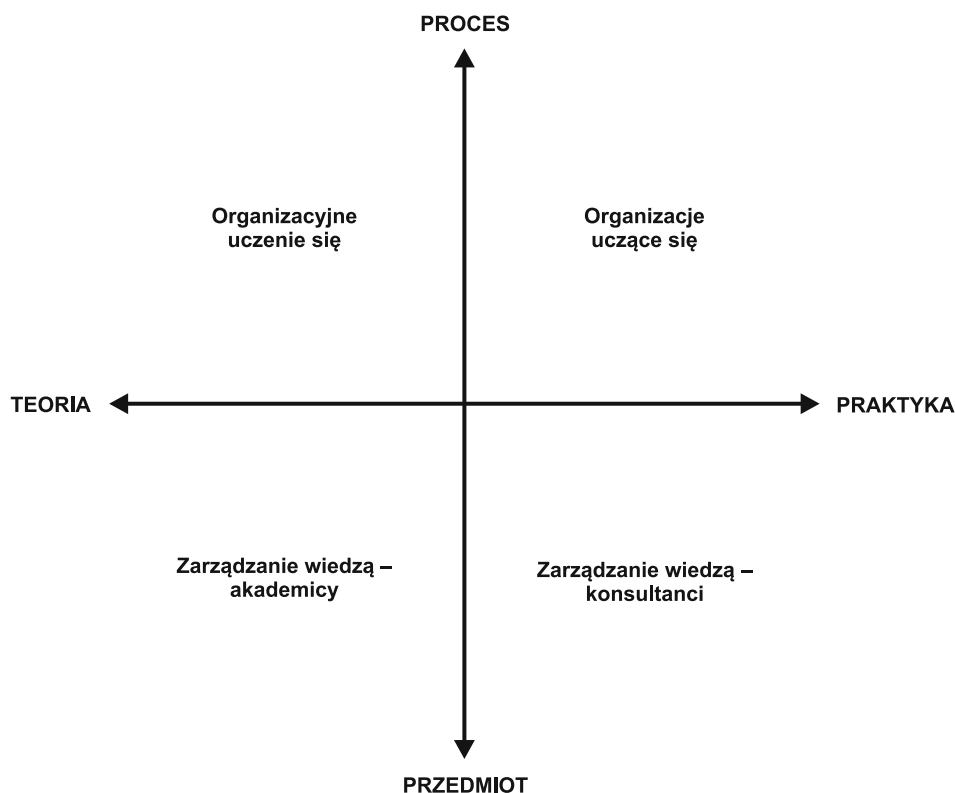 PROCES
Organizacyjne
uczenie się
Organizacje
uczące się
TEORIA
PRAKTYKA
Zarządzanie wiedzą –
akademicy
Zarządzanie wiedzą –
konsultanci
PRZEDMIOT